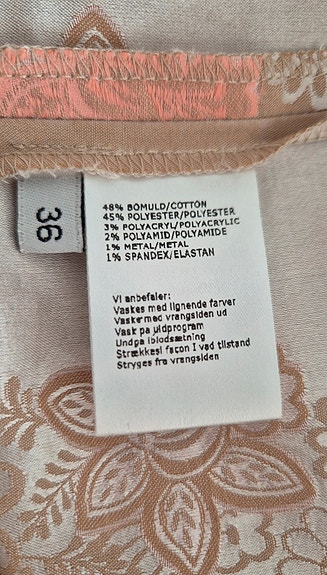 36
48% BOMULD/COTTON
45% POLYESTER/POLYESTER
3% POLYACRYL/POLYACRYLIC
2% POLYAMID/POLYAMIDE
1% METAL/METAL
1% SPANDEX/ELASTAN
Vi anbefaler:
Vaskes med lignende farver
Vaske med vrangsiden ud
Vask på uldprogram
Undgå iblødsætning
Strækkes i facon i våd tilstand
Stryges fra vrangsiden